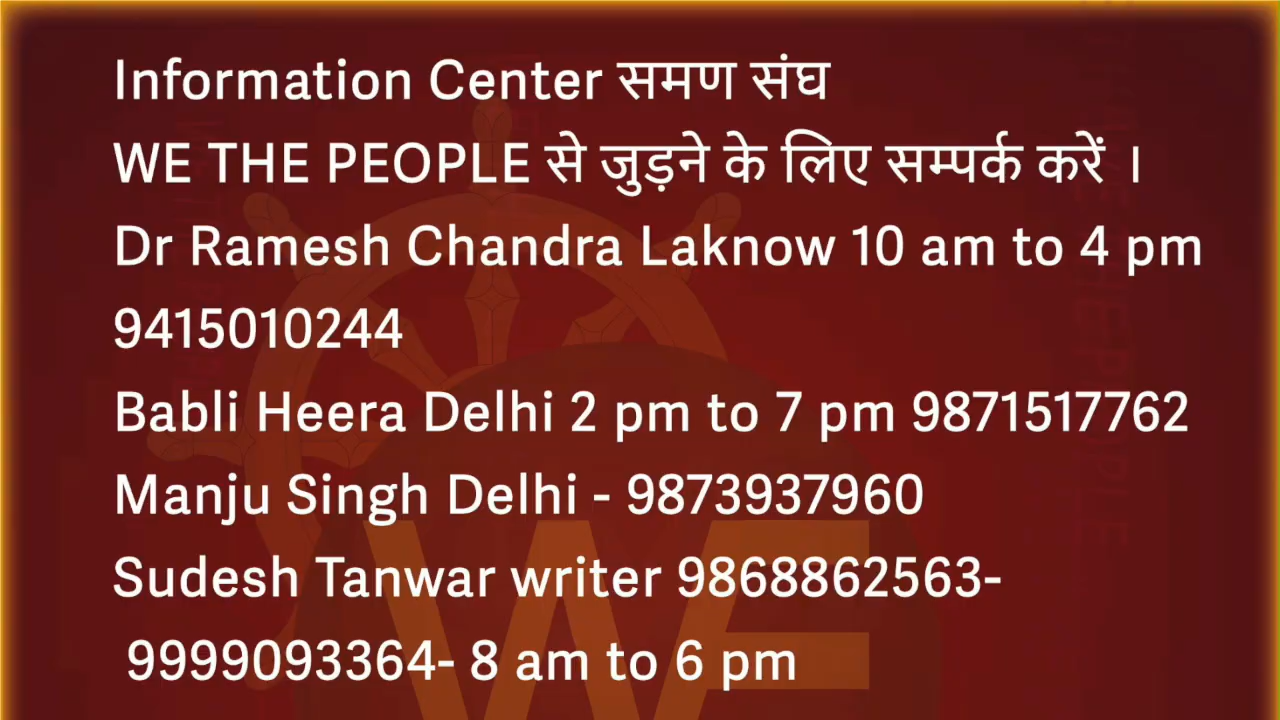 Information Center समण संघ
WE THE PEOPLE से जुड़ने के लिए सम्पर्क करें ।
Dr Ramesh Chandra Laknow 10 am to 4 pm
9415010244
Babli Heera Delhi 2 pm to 7 pm 9871517762
Manju Singh Delhi - 9873937960
Sudesh Tanwar writer 9868862563-
9999093364- 8 am to 6 pm
WE